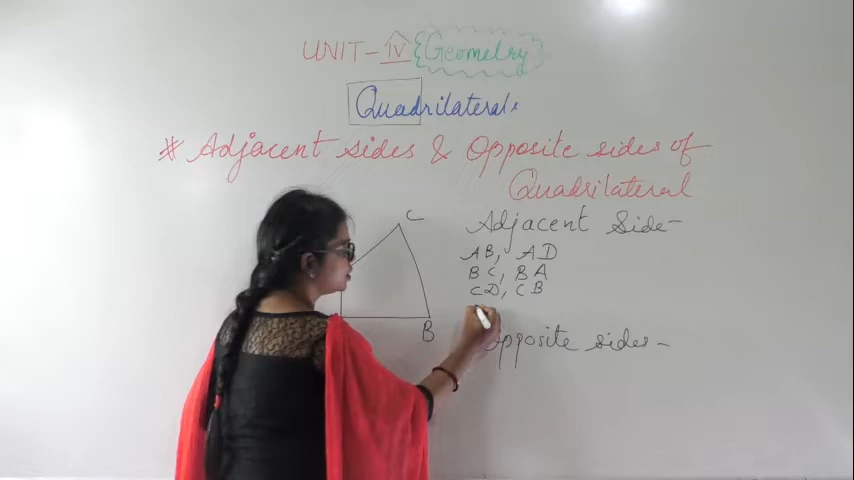 UNIT-IV {Geometry}
Quadrilaterals
* Adjacent sides & Opposite sides of
Quadrilateral
C
Adjacent Side-
AB, AD
BC, BA
CD, CB
B
Opposite sides-